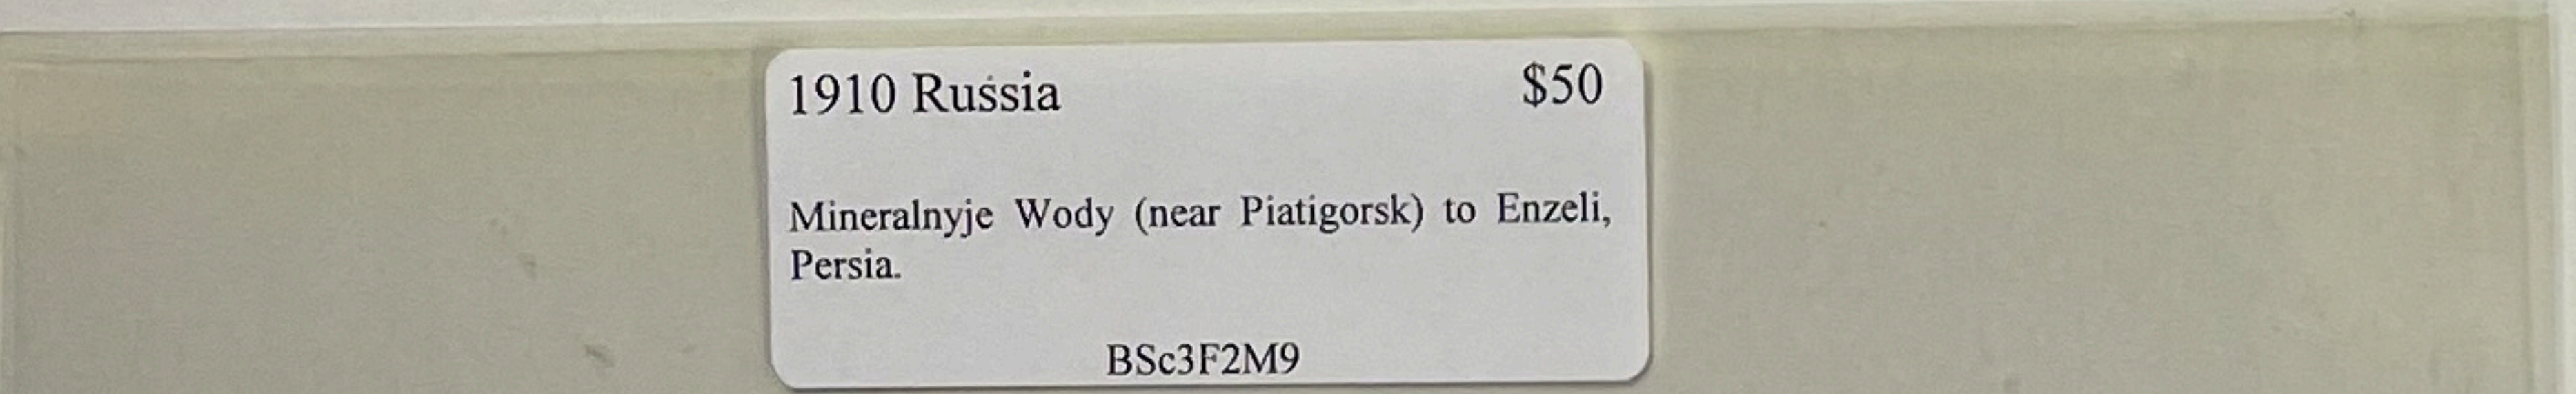 1910 Russia $50
Mineralnyje Wody (near Piatigorsk) to Enzeli,
Persia.
BSc3F2M9